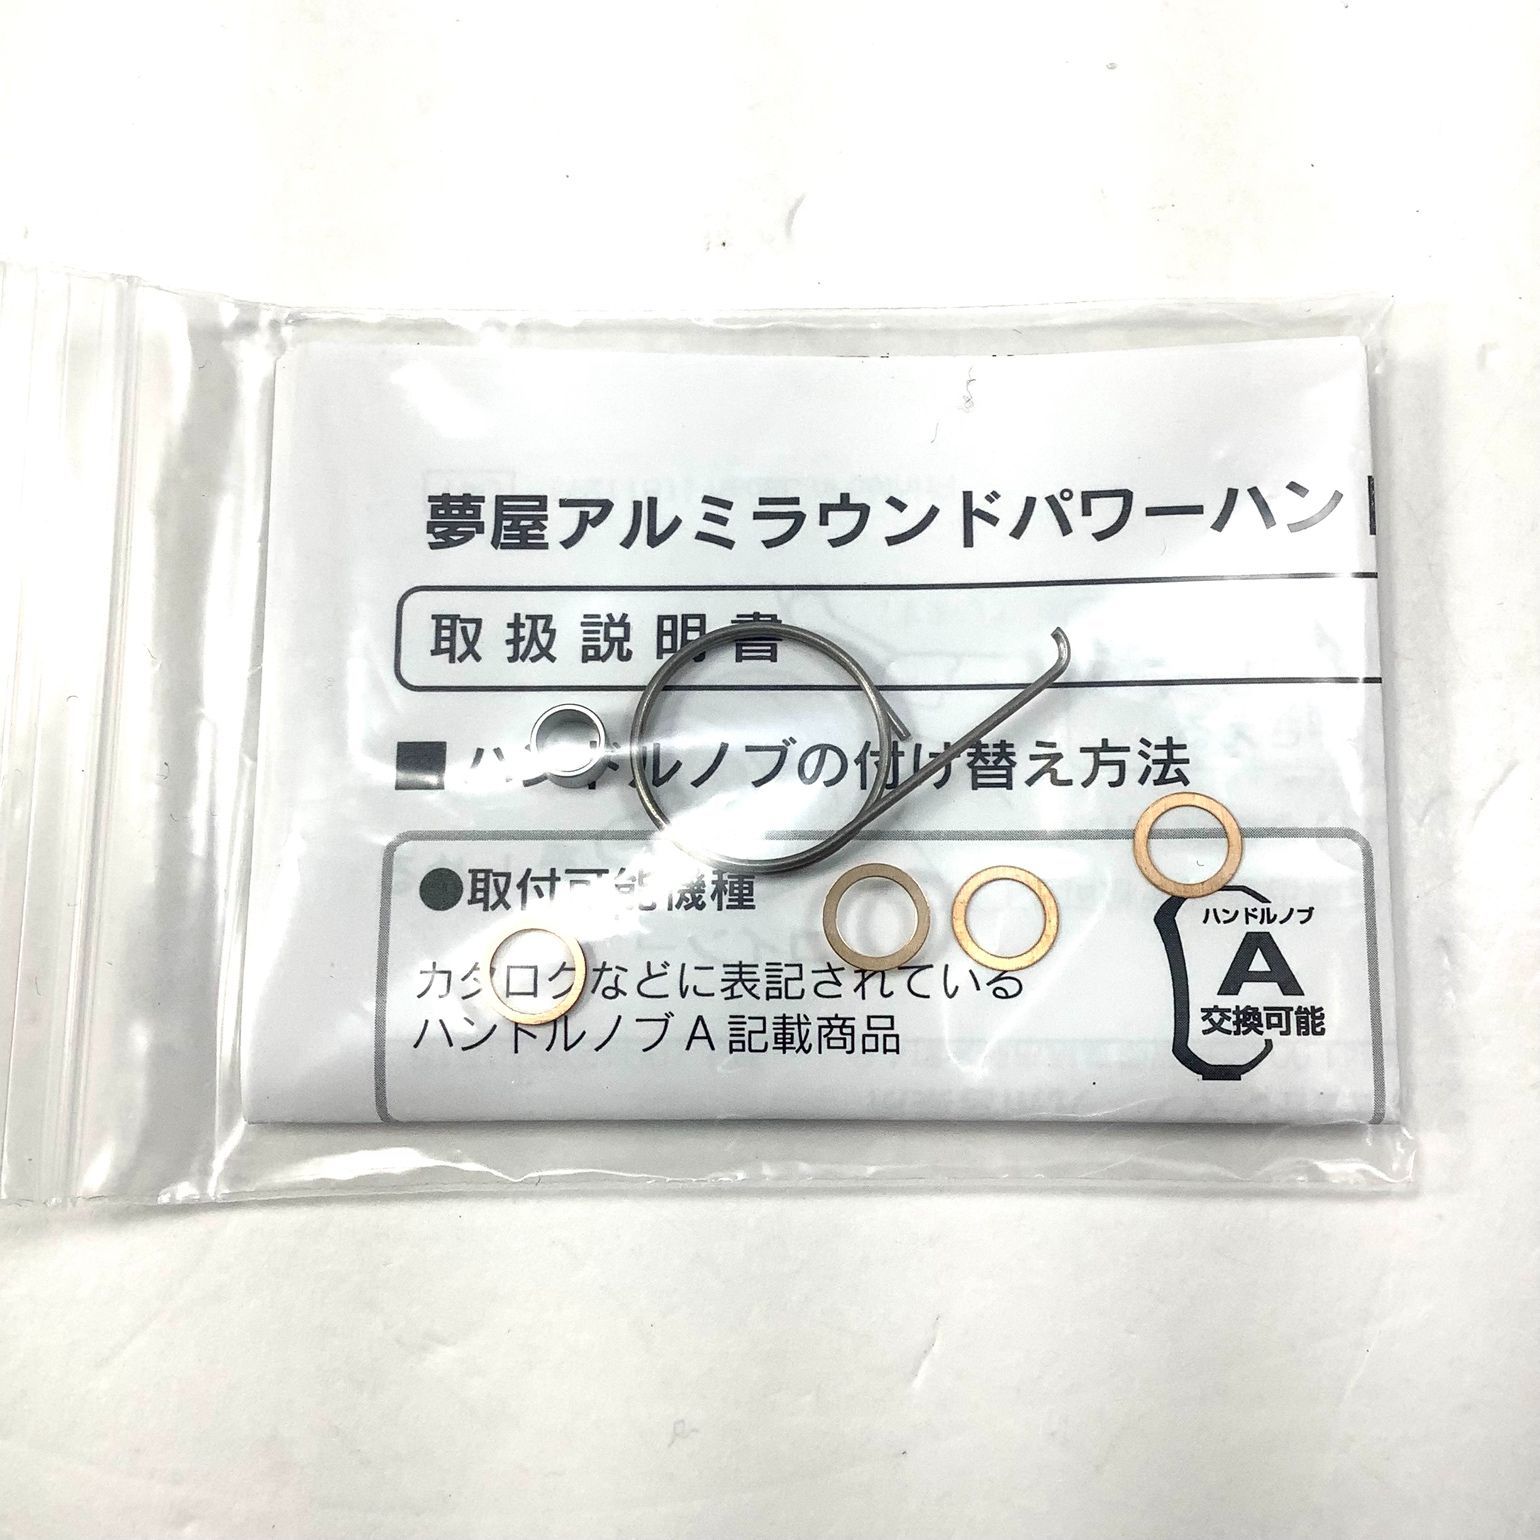 夢屋アルミラウンドパワーハン
取扱説明書
■ハンドルノブの付け替え方法
●取付可能機種
カタログなどに表記されている
ハンドルノブA記載商品
ハンドルノブ
A
交換可能